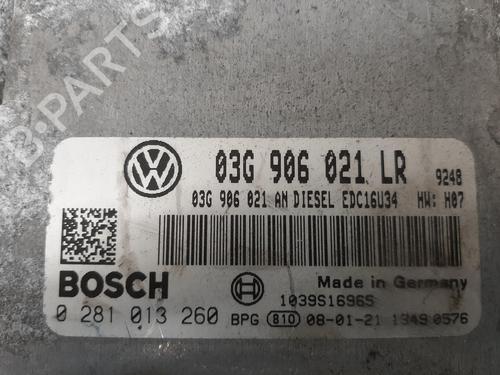 B-PARTS
VW 03G 906 021 LR 9248
03G 906 021 AN DIESEL EDC16U34 HW: H07
BOSCH
Made in Germany
1039S16965
0 281 013 260 BPG 810 08-01-21 1349 0576